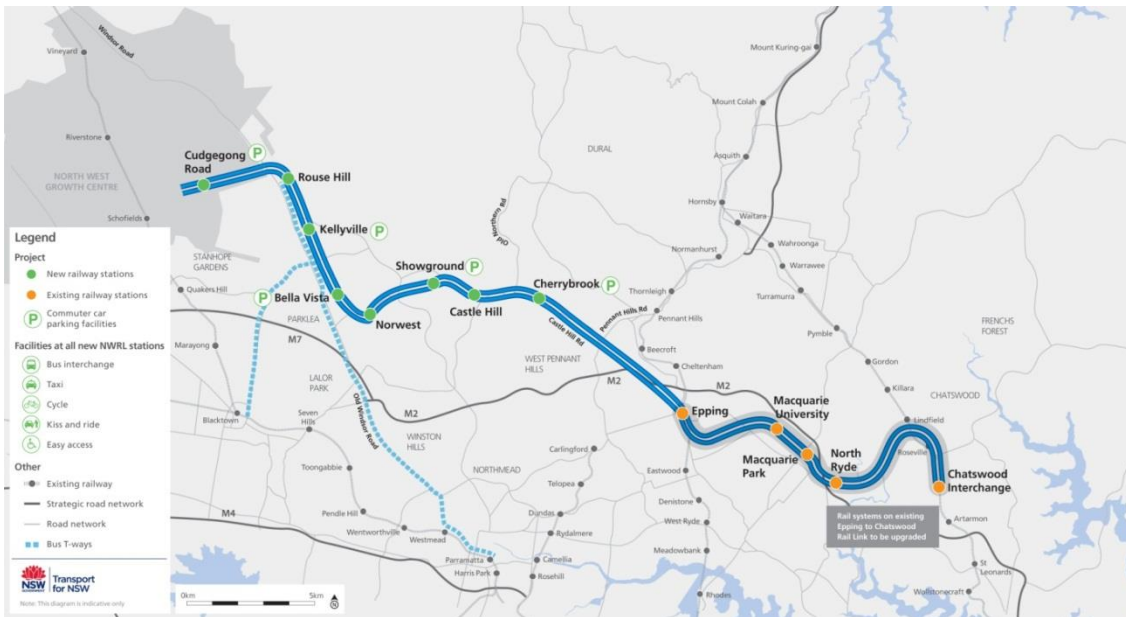 Vineyard
Windsor Road
Riverstone
NORTH WEST
GROWTH CENTRE
Schofields
Cudgegong
Road
P
Rouse Hill
Kellyville
P
STANHOPE
GARDENS
Quakers Hill
P
Bella Vista
PARKLEA
Norwest
Showground
P
Castle Hill
Cherrybrook
P
Castle Hill Rd
Pennant Hills Rd
Old Northern Rd
DURAL
Mount Kuring-gai
Mount Colah
Asquith
Hornsby
Waitara
Normanhurst
Wahroonga
Warrawee
Turramurra
Thornleigh
Pennant Hills
Pymble
Beecroft
Cheltenham
Gordon
Killara
FRENCHS
FOREST
CHATSWOOD
Lindfield
Roseville
WEST PENNANT
HILLS
M2
M2
Marayong
M7
LALOR
PARK
M2
Blacktown
Seven
Hills
Old Windsor Road
WINSTON
HILLS
Toongabbie
NORTHMEAD
Carlingford
Epping
Macquarie
University
Macquarie
Park
North
Ryde
Chatswood
Interchange
Eastwood
Telopea
Pendle Hill
M4
Wentworthville
Westmead
Dundas
Rydalmere
Denistone
West Ryde
Parramatta
Harris Park
Camellia
Rosehill
Meadowbank
Rhodes
Artarmon
St
Leonards
Wollstonecraft
Rail systems on existing
Epping to Chatswood
Rail Link to be upgraded
Legend
Project
New railway stations
Existing railway stations
P
Commuter car
parking facilities
Facilities at all new NWRL stations
Bus interchange
Taxi
Cycle
Kiss and ride
Easy access
Other
Existing railway
Strategic road network
Road network
Bus T-ways
NSW
GOVERNMENT
Transport
for NSW
Note: This diagram is indicative only
0km
5km
N